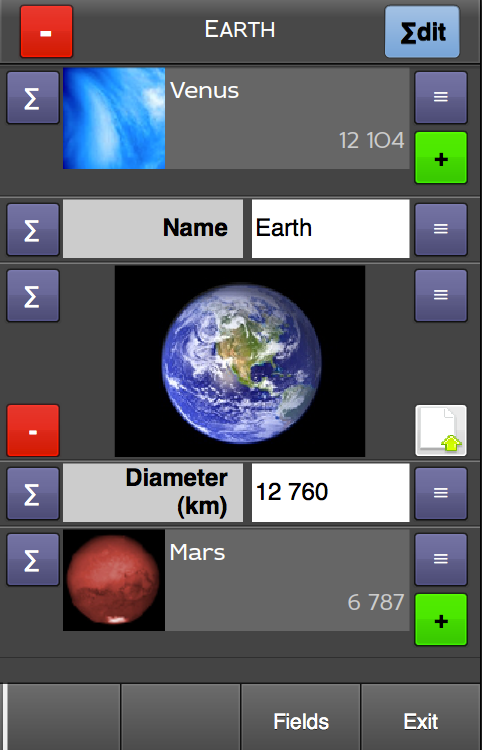 -
EARTH
Σdit
Σ
Venus
≡
12 104
+
Σ
Name
Earth
≡
Σ
≡
-
Σ
Diameter
(km)
12 760
≡
Σ
Mars
≡
6 787
+
Fields
Exit